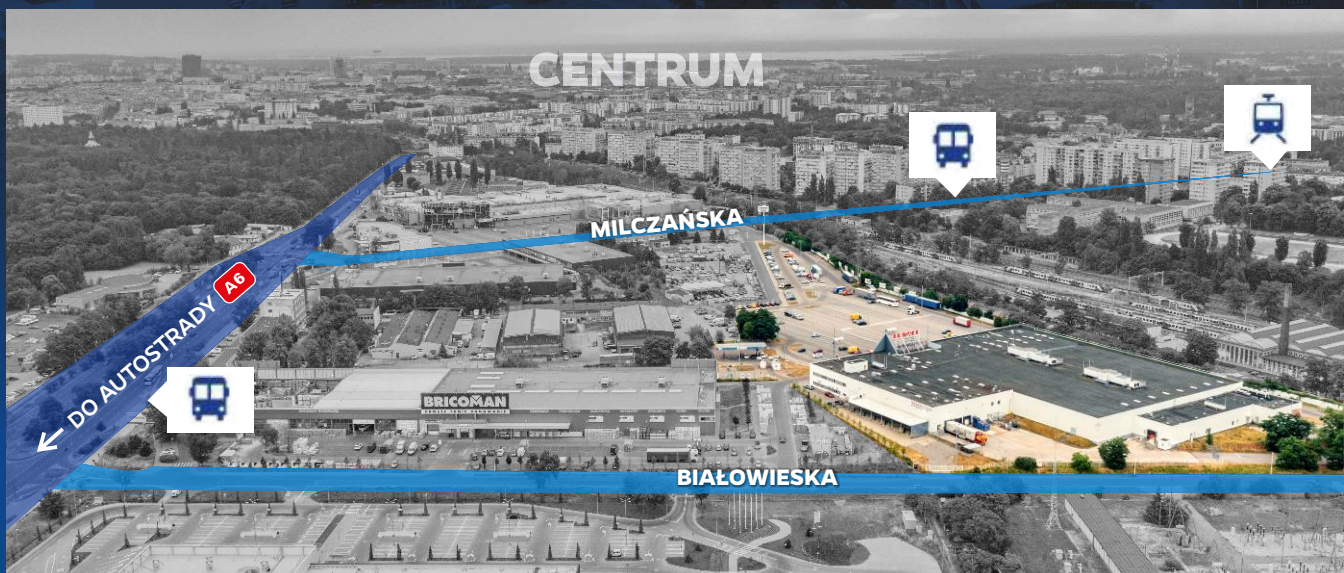 CENTRUM
MILCZAŃSKA
A6
DO AUTOSTRADY
BRICOMAN
BIAŁOWIESKA